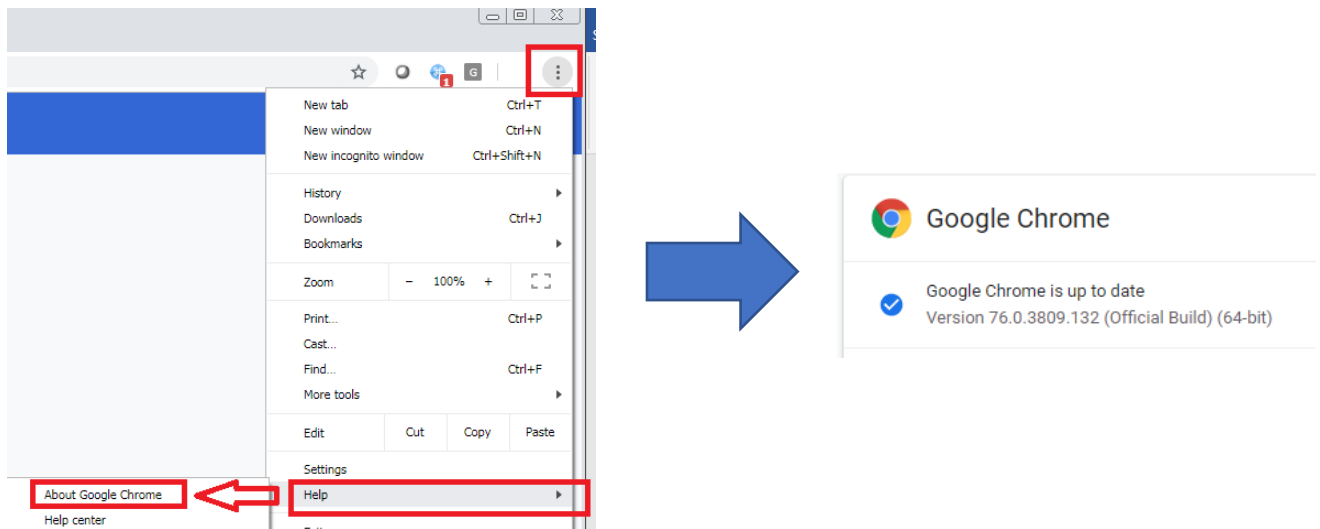 1
G
New tab Ctrl+T
New window Ctrl+N
New incognito window Ctrl+Shift+N
History
Downloads Ctrl+J
Bookmarks
Zoom - 100% +
Print... Ctrl+P
Cast...
Find... Ctrl+F
More tools
Edit Cut Copy Paste
Settings
Help
About Google Chrome
Help center
Google Chrome
Google Chrome is up to date
Version 76.0.3809.132 (Official Build) (64-bit)